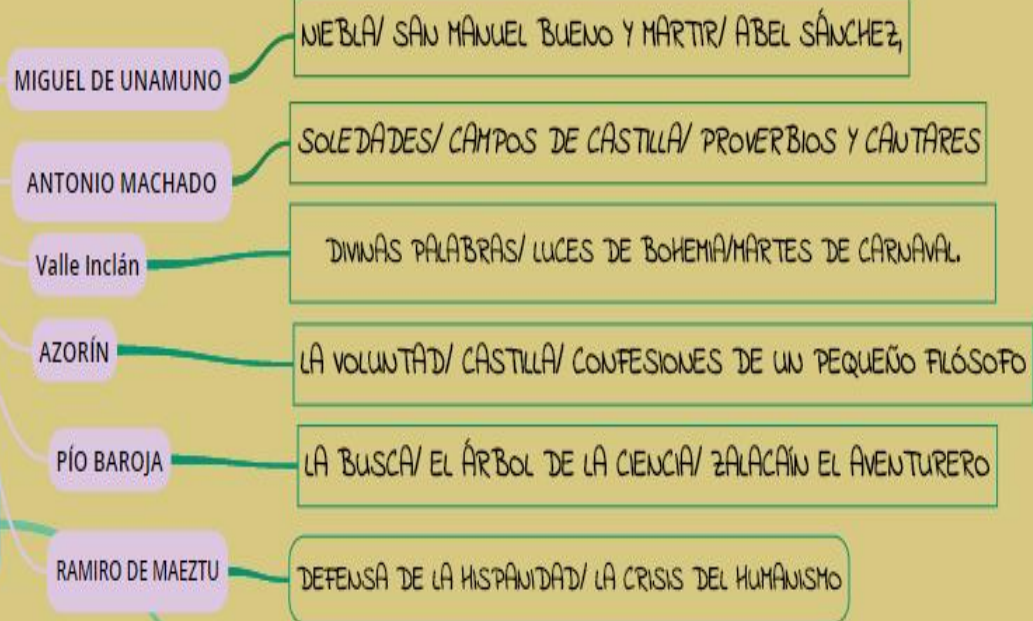 MIGUEL DE UNAMUNO
NIEBLA/ SAN MANUEL BUENO Y MARTIR/ ABEL SÁNCHEZ,
ANTONIO MACHADO
SOLEDADES/ CAMPOS DE CASTILLA/ PROVERBIOS Y CANTARES
Valle Inclán
DIVINAS PALABRAS/ LUCES DE BOHEMIA/MARTES DE CARNAVAL.
AZORÍN
LA VOLUNTAD/ CASTILLA/ CONFESIONES DE UN PEQUEÑO FILÓSOFO
PÍO BAROJA
LA BUSCA/ EL ÁRBOL DE LA CIENCIA/ ZALACAÍN EL AVENTURERO
RAMIRO DE MAEZTU
DEFENSA DE LA HISPANIDAD/ LA CRISIS DEL HUMANISMO